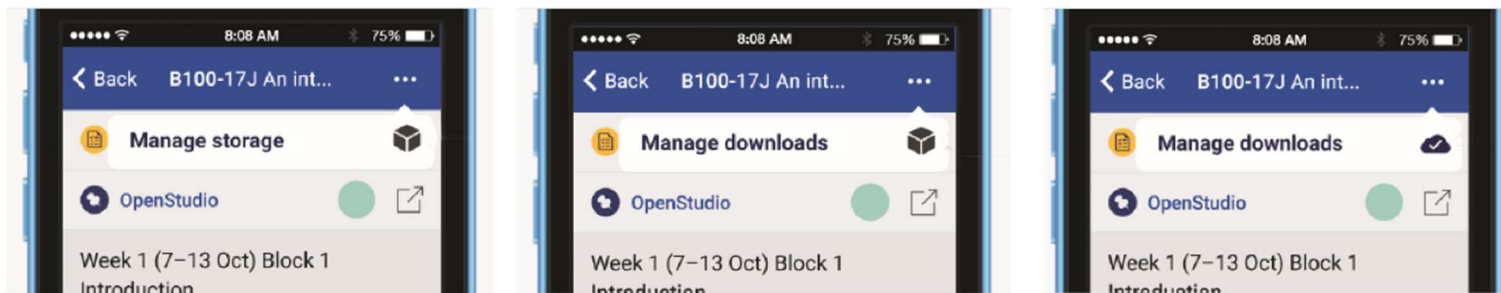 8:08 AM 75%
Back B100-17J An int...
Manage storage
OpenStudio
Week 1 (7–13 Oct) Block 1
Introduction
8:08 AM 75%
Back B100-17J An int...
Manage downloads
OpenStudio
Week 1 (7–13 Oct) Block 1
Introduction
8:08 AM 75%
Back B100-17J An int...
Manage downloads
OpenStudio
Week 1 (7–13 Oct) Block 1
Introduction